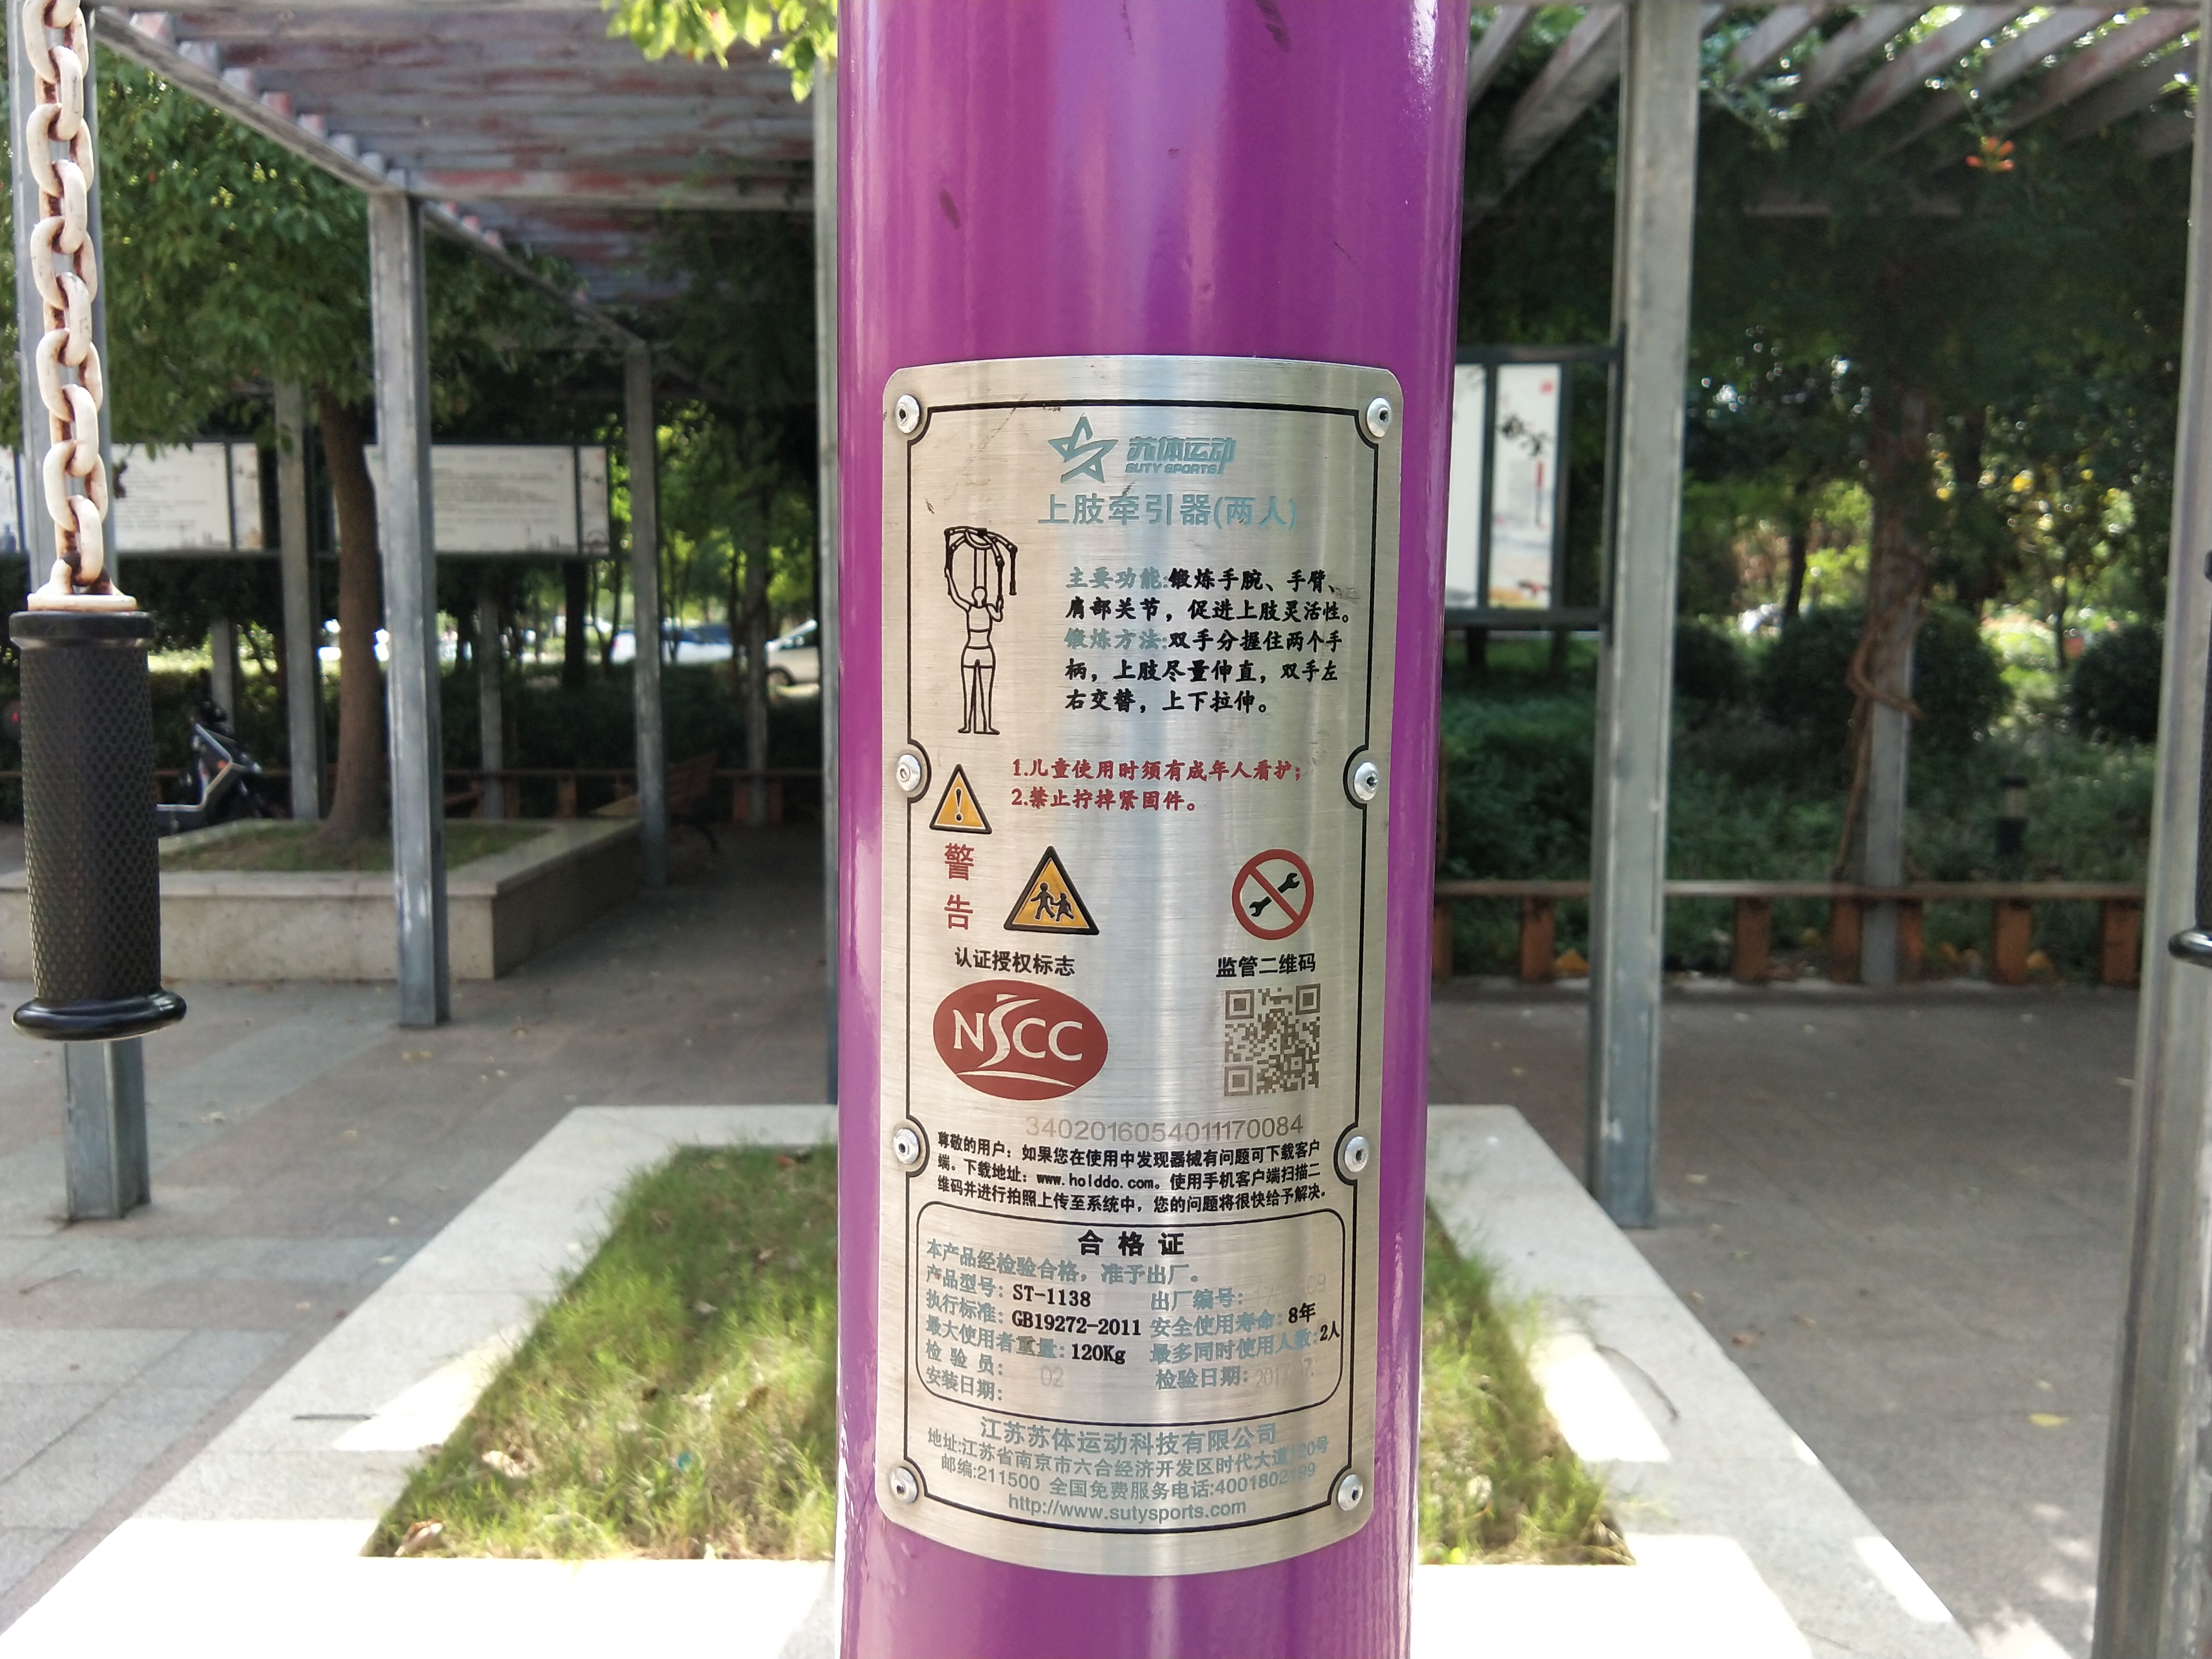 苏体运动
SUTY SPORTS
上肢牵引器(两人)
主要功能:锻炼手腕、手臂、
肩部关节，促进上肢灵活性。
锻炼方法:双手分握住两个手
柄，上肢尽量伸直，双手左
右交替，上下拉伸。
1.儿童使用时须有成年人看护；
2.禁止拧掉紧固件。
警
告
认证授权标志
监管二维码
NSCC
3402016054011170084
尊敬的用户：如果您在使用中发现器械有问题可下载客户
端。下载地址：www.holddo.com。使用手机客户端扫描二
维码并进行拍照上传至系统中，您的问题将很快给予解决。
合格证
本产品经检验合格，准予出厂。
产品型号：ST-1138 出厂编号：
执行标准：GB19272-2011 安全使用寿命：8年
最大使用者重量：120Kg 最多同时使用人数：2人
检验员：02 检验日期：
安装日期：
江苏苏体运动科技有限公司
地址:江苏省南京市六合经济开发区时代大道120号
邮编:211500 全国免费服务电话:4001802199
http://www.sutysports.com